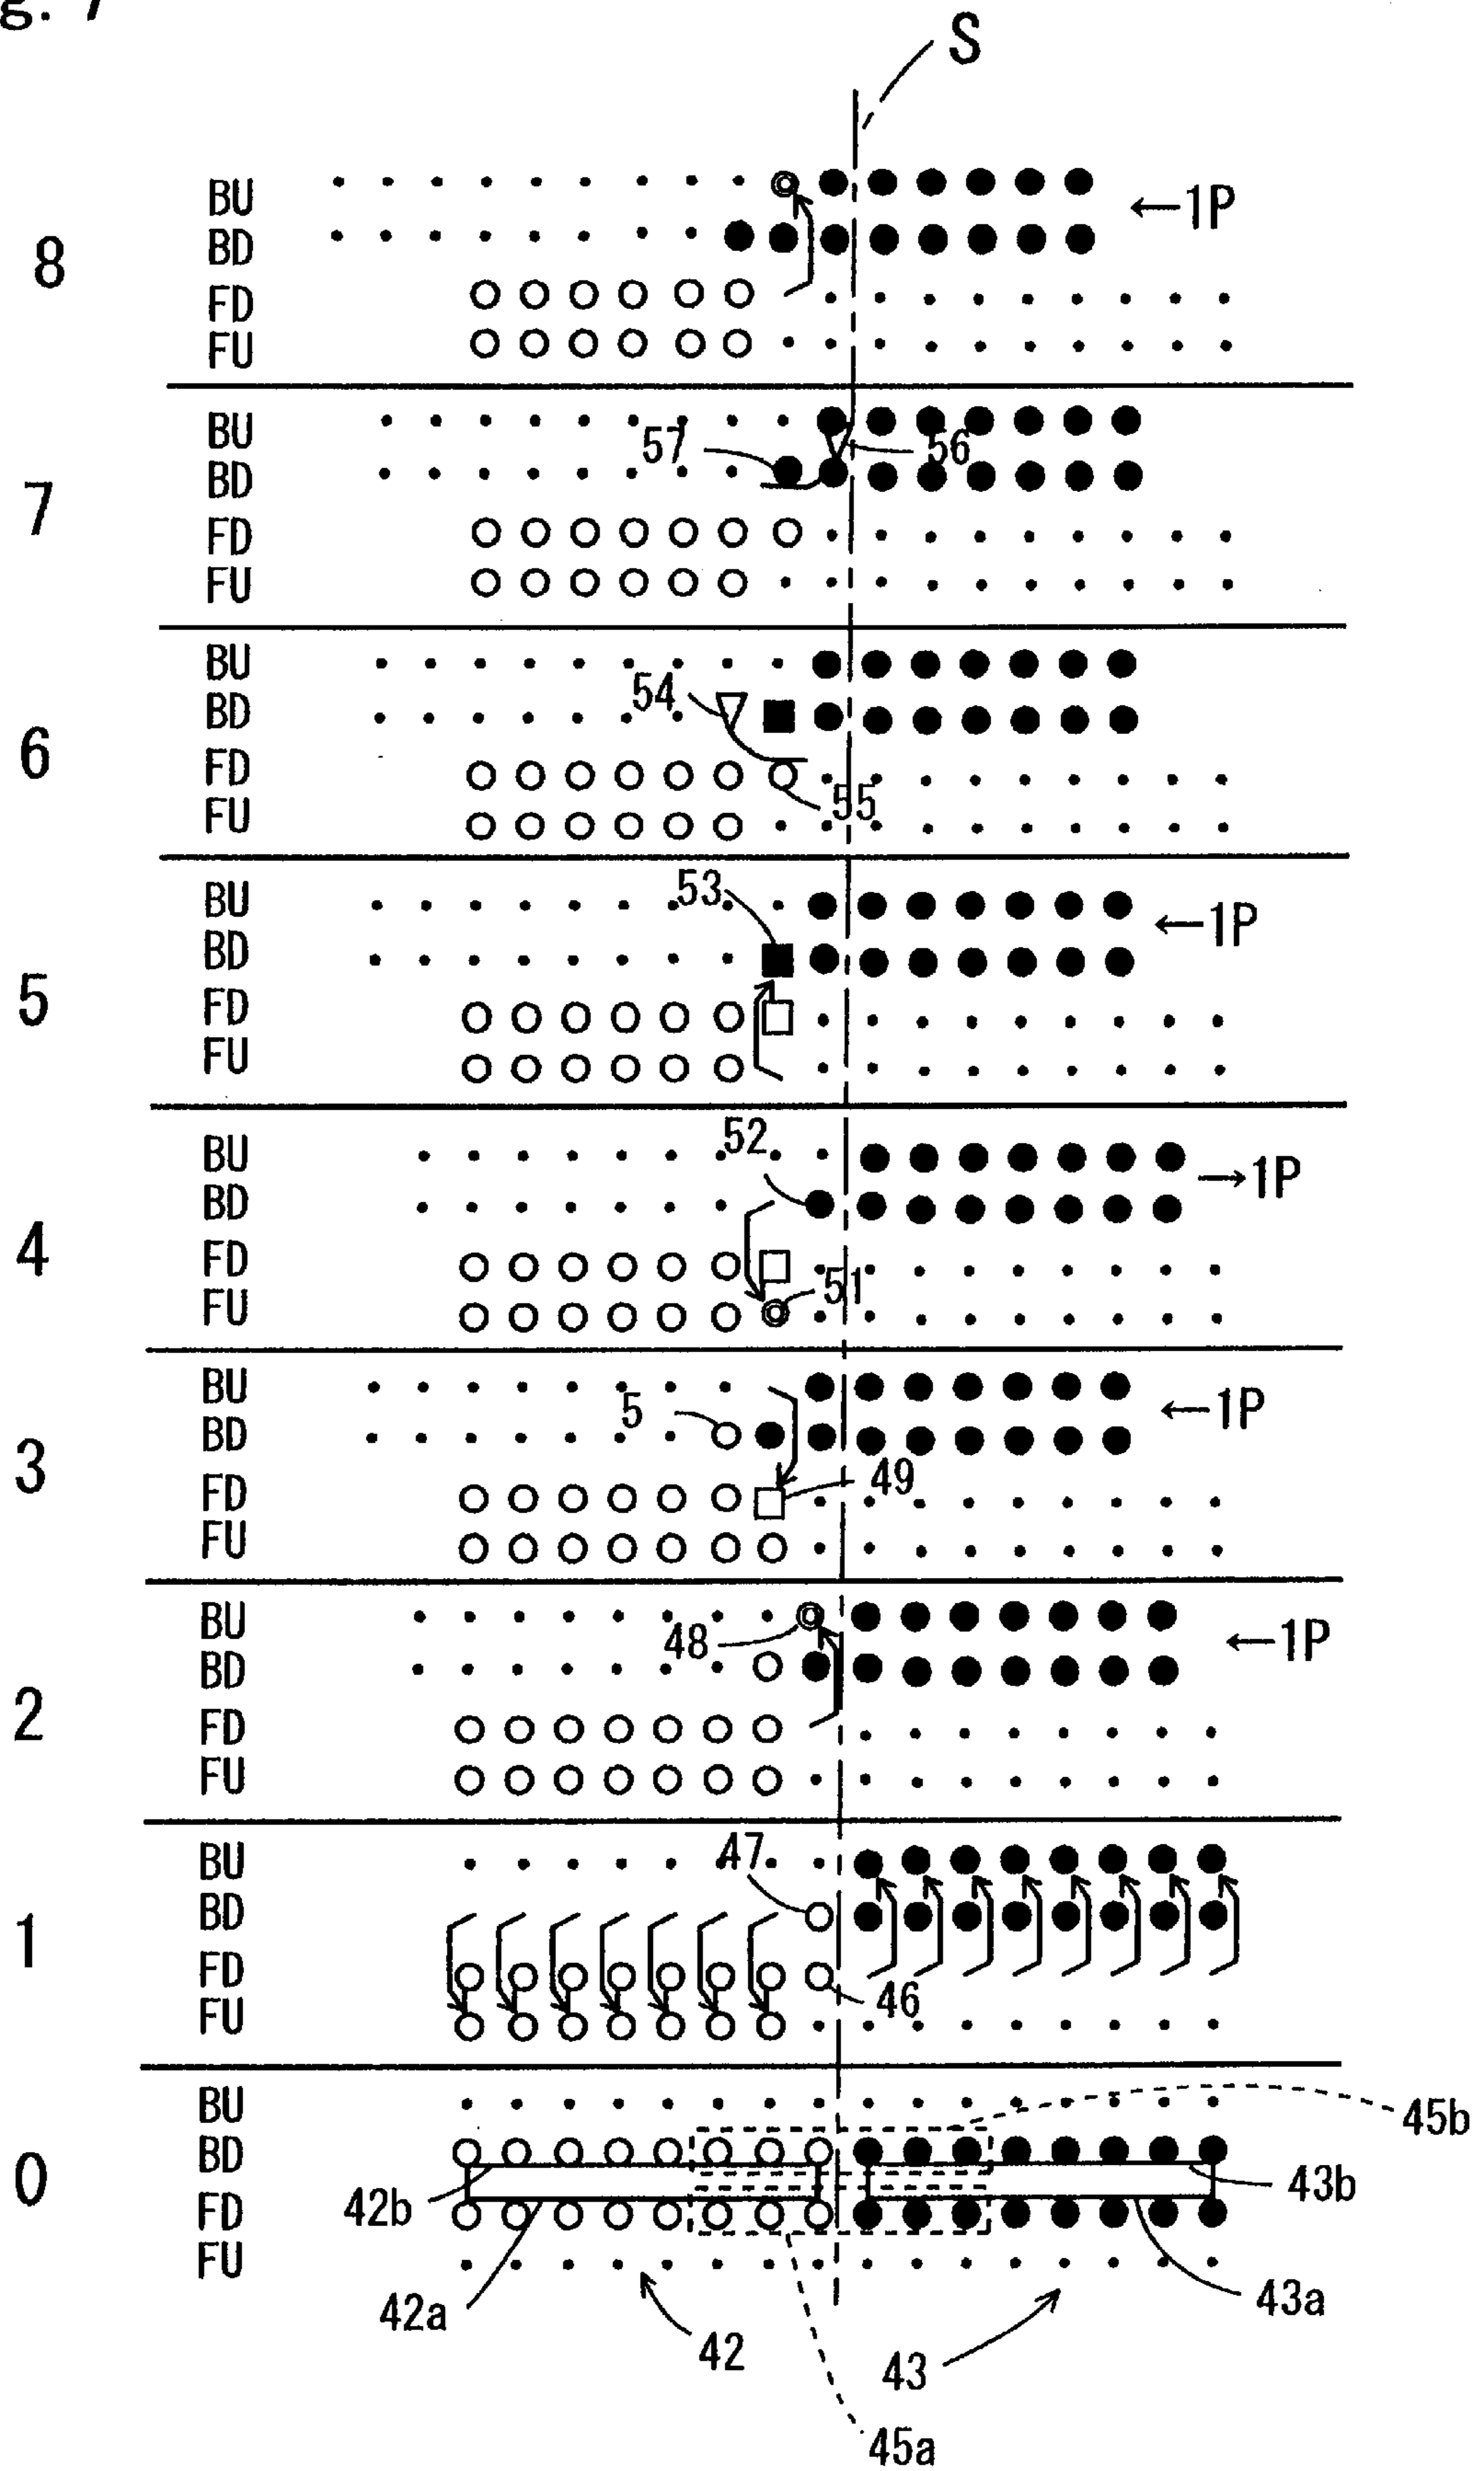 g. 7
S
BU
←1P
8
BD
FD
FU
BU
57
56
7
BD
FD
FU
BU
54
BD
6
FD
55
FU
BU
53
←1P
BD
5
FD
FU
52
BU
→1P
BD
4
FD
51
FU
BU
5
←1P
BD
3
49
FD
FU
BU
48
←1P
BD
2
FD
FU
47
BU
BD
1
FD
46
FU
BU
45b
BD
0
42b
43b
FD
FU
42a
43a
42
43
45a